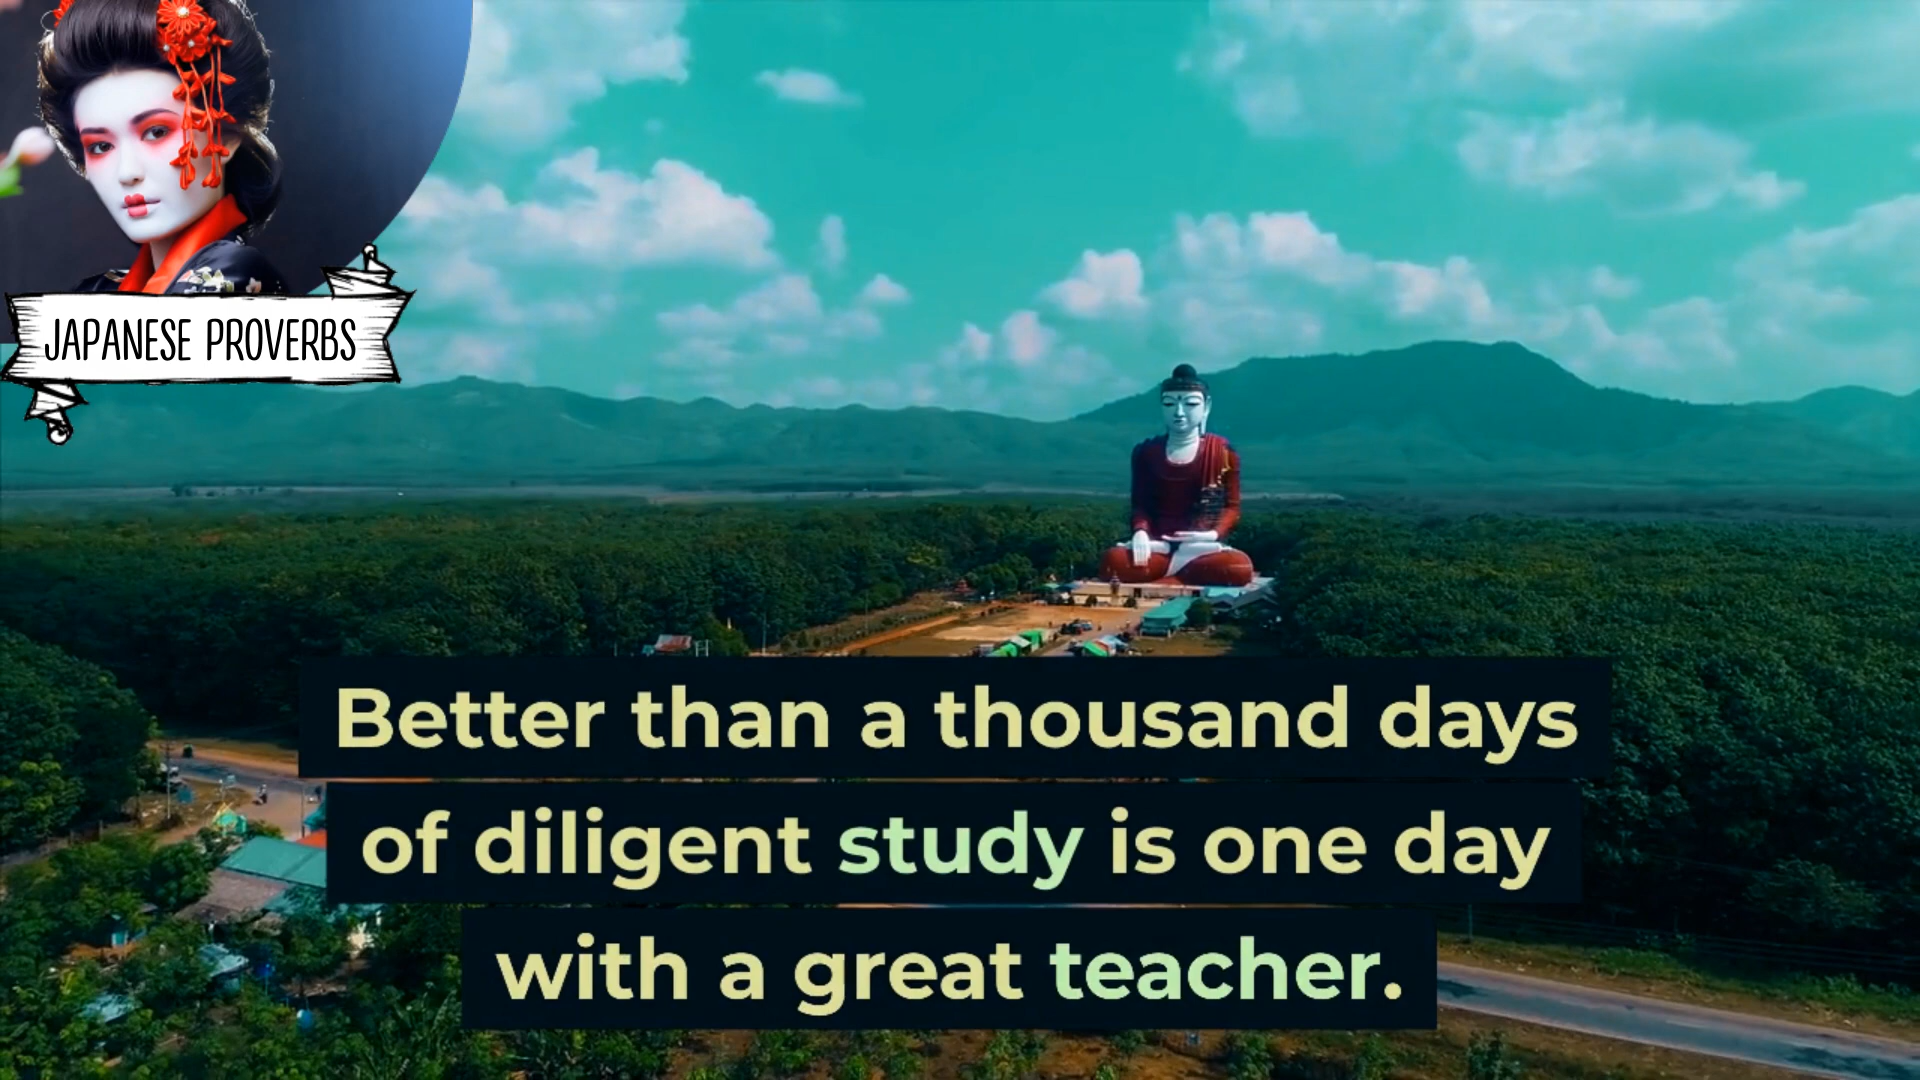 JAPANESE PROVERBS
Better than a thousand days
of diligent study is one day
with a great teacher.